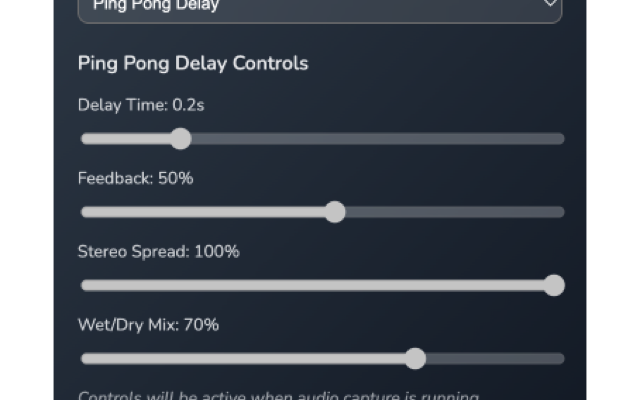 Ping Pong Delay
Ping Pong Delay Controls
Delay Time: 0.2s
Feedback: 50%
Stereo Spread: 100%
Wet/Dry Mix: 70%
Controls will be active when audio capture is running